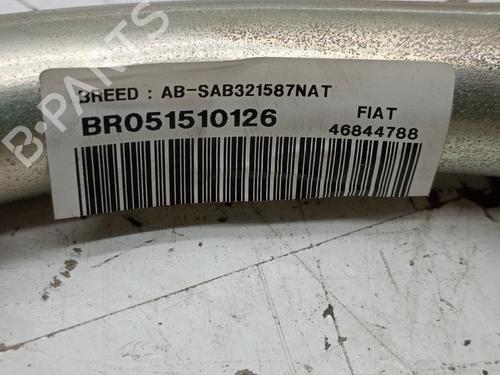 B-PARTS
BREED : AB-SAB321587NAT
BR051510126
FIAT
46844788